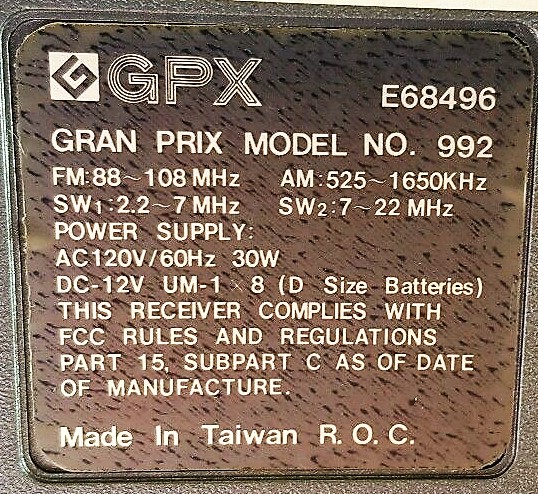 GPX
E68496
GRAN PRIX MODEL NO. 992
FM:88~108 MHz AM:525~1650KHz
SW1:2.2~7 MHz SW2:7~22 MHz
POWER SUPPLY:
AC120V/60Hz 30W
DC-12V UM-1 × 8 (D Size Batteries)
THIS RECEIVER COMPLIES WITH
FCC RULES AND REGULATIONS
PART 15, SUBPART C AS OF DATE
OF MANUFACTURE.
Made In Taiwan R. O. C.